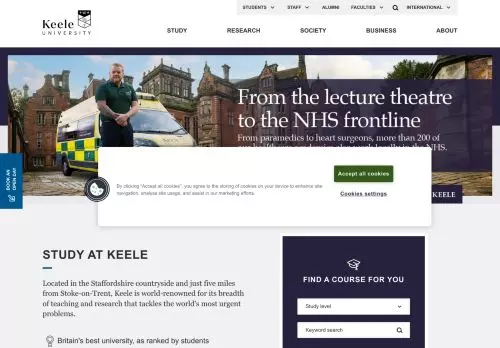 STUDENTS STAFF ALUMNI FACULTIES INTERNATIONAL
Keele
UNIVERSITY
STUDY RESEARCH SOCIETY BUSINESS ABOUT
From the lecture theatre
to the NHS frontline
From paramedics to heart surgeons, more than 200 of
BOOK AN
OPEN DAY
By clicking "Accept all cookies", you agree to the storing of cookies on your device to enhance site
navigation, analyse site usage, and assist in our marketing efforts.
Accept all cookies
Cookies settings
KEELE
STUDY AT KEELE
Located in the Staffordshire countryside and just five miles
from Stoke-on-Trent, Keele is world-renowned for its breadth
of teaching and research that tackles the world's most urgent
problems.
Britain's best university, as ranked by students
FIND A COURSE FOR YOU
Study level
Keyword search